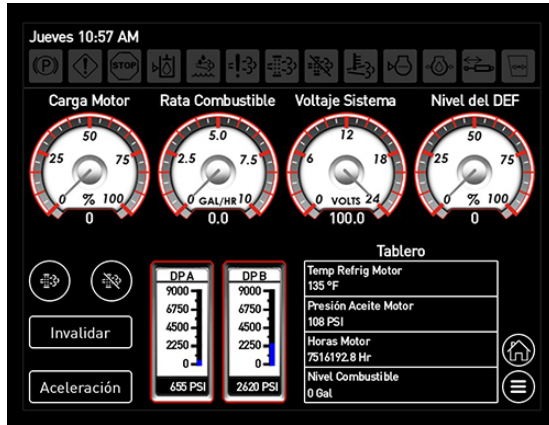 Jueves 10:57 AM
(P) STOP
Carga Motor Rata Combustible Voltaje Sistema Nivel del DEF
0 25 50 75 100 %
0
0 2.5 5.0 7.5 10 GAL/HR
0.0
0 6 12 18 24 VOLTS
100.0
0 25 50 75 100 %
0
Invalidar
Aceleración
DP A
9000
6750
4500
2250
0
655 PSI
DP B
9000
6750
4500
2250
0
2620 PSI
Tablero
Temp Refrig Motor
135 °F
Presión Aceite Motor
108 PSI
Horas Motor
7516192.8 Hr
Nivel Combustible
0 Gal